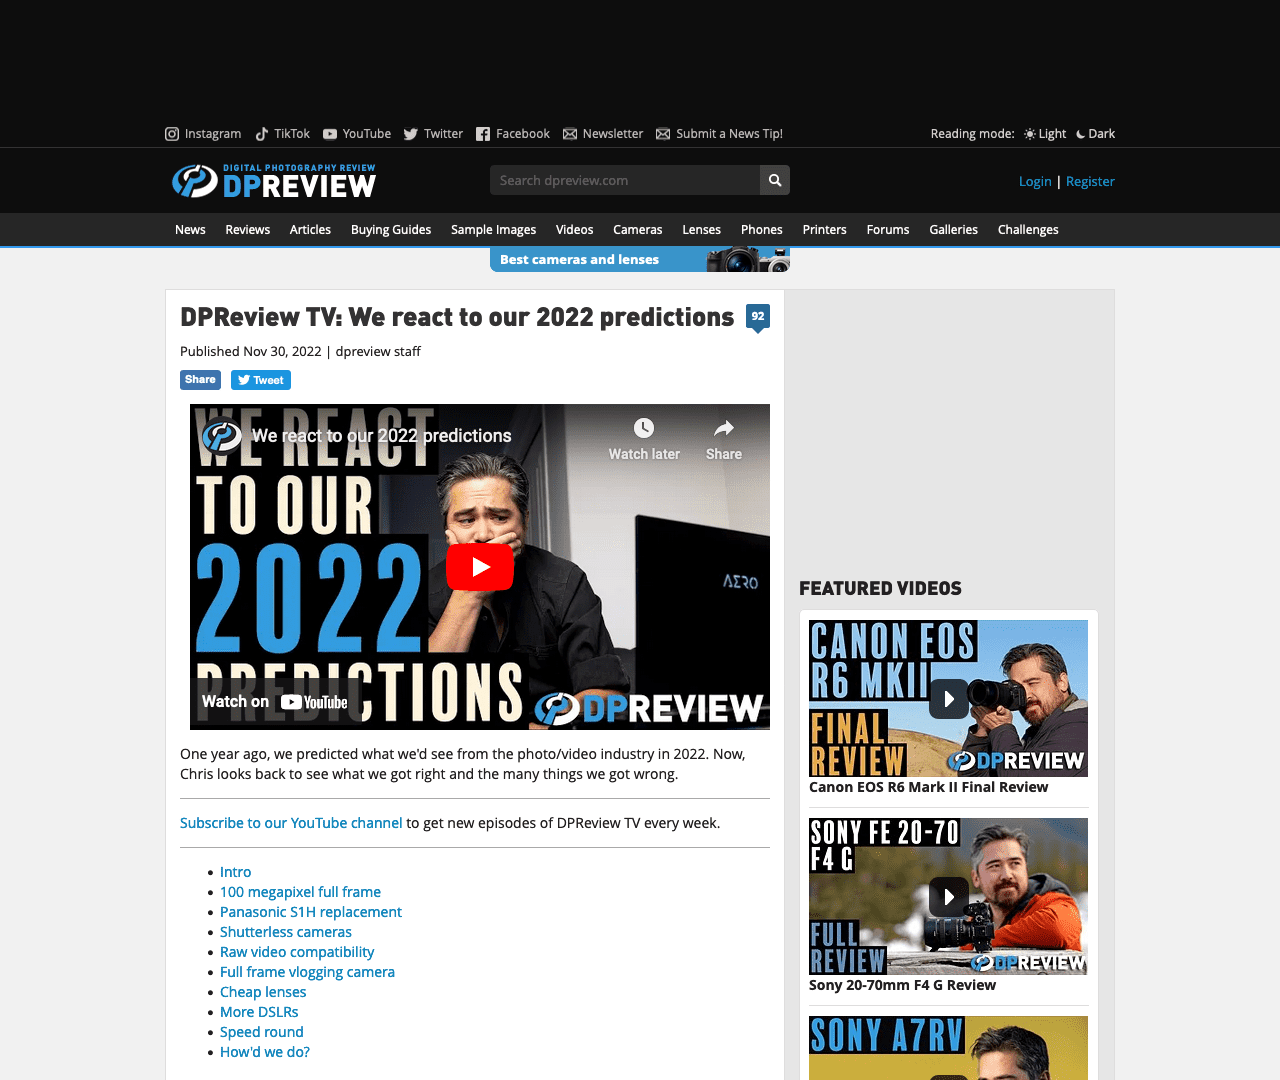 Instagram TikTok YouTube Twitter Facebook Newsletter Submit a News Tip! Reading mode: Light Dark
DIGITAL PHOTOGRAPHY REVIEW
DPREVIEW
Search dpreview.com
Login | Register
News Reviews Articles Buying Guides Sample Images Videos Cameras Lenses Phones Printers Forums Galleries Challenges
Best cameras and lenses
DPReview TV: We react to our 2022 predictions 92
Published Nov 30, 2022 | dpreview staff
Share Tweet
WE REACT
TO OUR
2022
PREDICTIONS
We react to our 2022 predictions
Watch later Share
AERO
Watch on YouTube
DPREVIEW
One year ago, we predicted what we'd see from the photo/video industry in 2022. Now,
Chris looks back to see what we got right and the many things we got wrong.
Subscribe to our YouTube channel to get new episodes of DPReview TV every week.
Intro
100 megapixel full frame
Panasonic S1H replacement
Shutterless cameras
Raw video compatibility
Full frame vlogging camera
Cheap lenses
More DSLRs
Speed round
How'd we do?
FEATURED VIDEOS
CANON EOS
R6 MKII
FINAL
REVIEW
DPREVIEW
Canon EOS R6 Mark II Final Review
SONY FE 20-70
F4 G
FULL
REVIEW
DPREVIEW
Sony 20-70mm F4 G Review
SONY A7RV